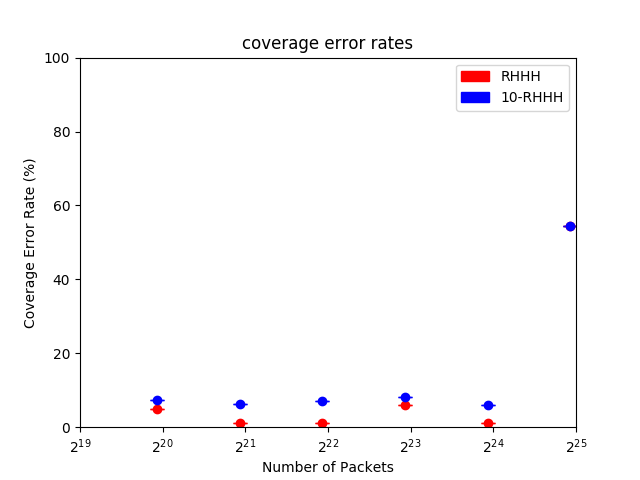 coverage error rates
100
80
60
40
20
0
Coverage Error Rate (%)
RHHH
10-RHHH
2^19 2^20 2^21 2^22 2^23 2^24 2^25
Number of Packets